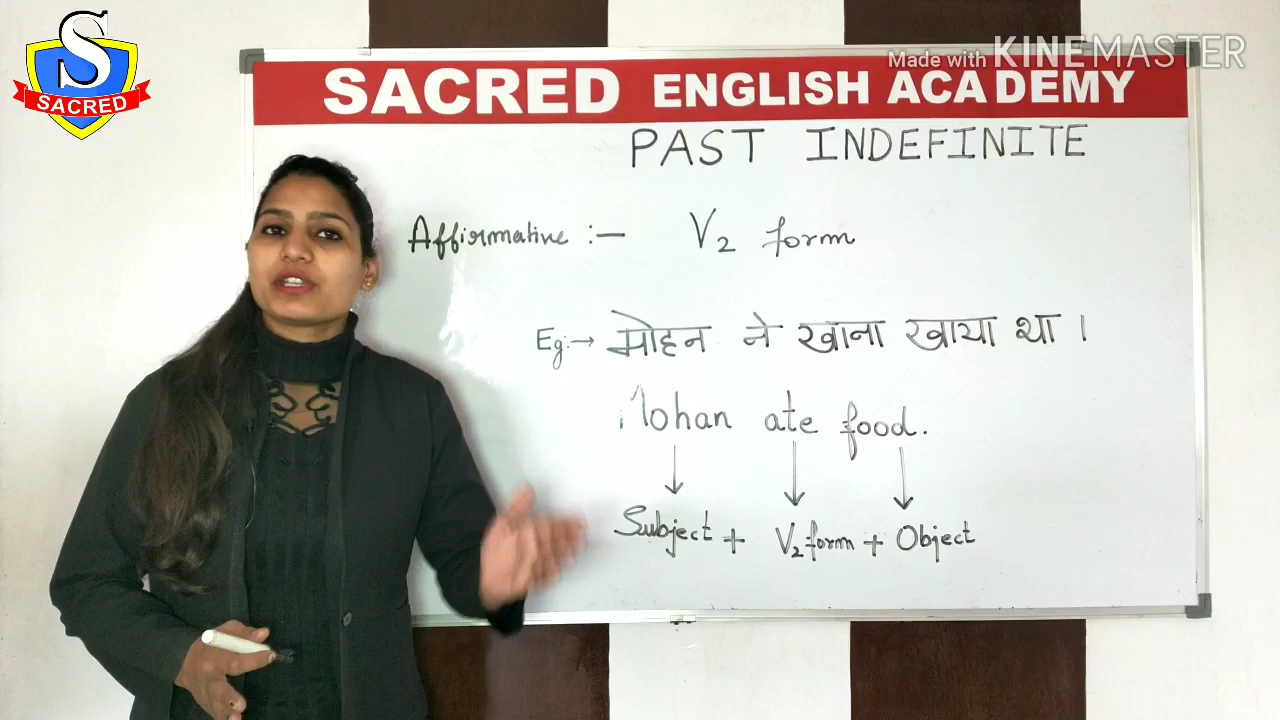 S
SACRED
Made with KINEMASTER
SACRED ENGLISH ACADEMY
PAST INDEFINITE
Affirmative :- V2 form
Eg:→ मोहन ने खाना खाया था ।
Mohan ate food.
Subject + V2 form + Object